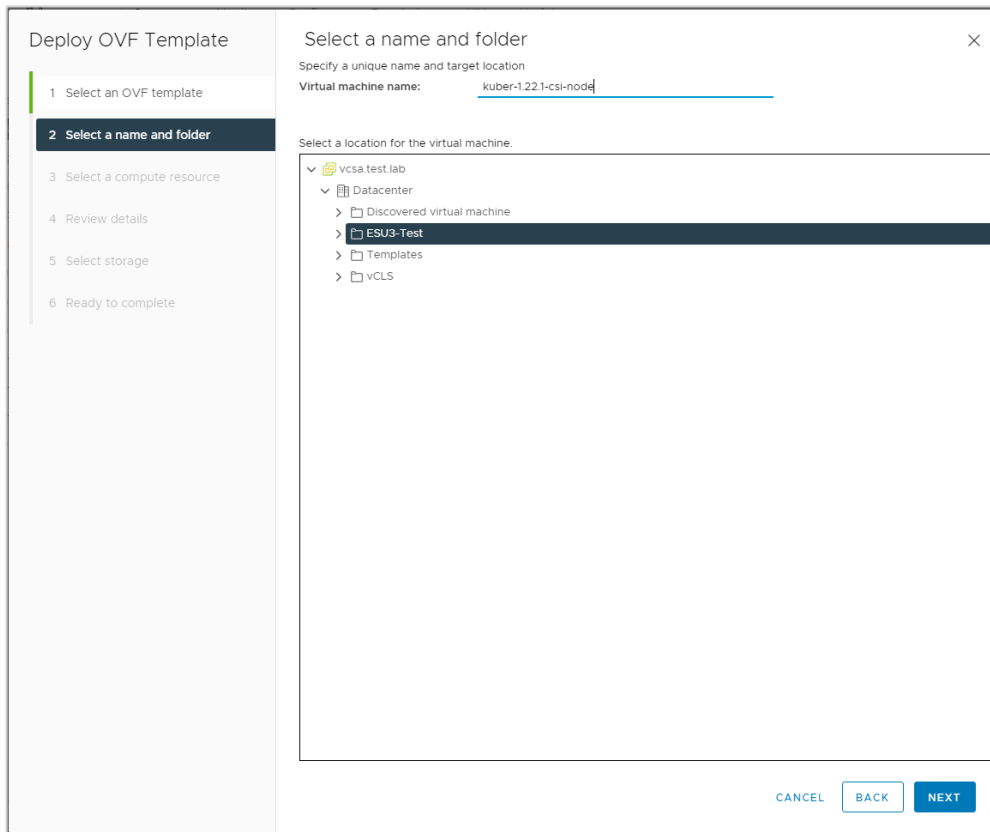 Deploy OVF Template
1 Select an OVF template
2 Select a name and folder
3 Select a compute resource
4 Review details
5 Select storage
6 Ready to complete
Select a name and folder
Specify a unique name and target location
Virtual machine name: kuber-1.22.1-csi-node
Select a location for the virtual machine.
vcsa.test.lab
Datacenter
Discovered virtual machine
ESU3-Test
Templates
vCLS
CANCEL BACK NEXT